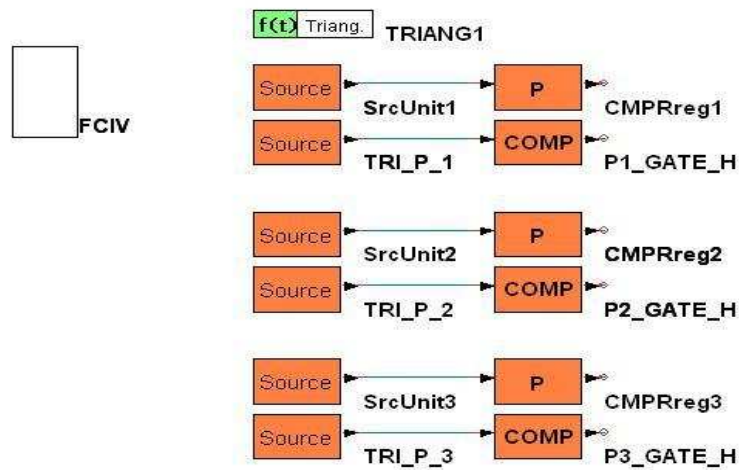 f(t) Triang. TRIANG1
FCIV
Source P
SrcUnit1 CMPRreg1
Source COMP
TRI_P_1 P1_GATE_H
Source P
SrcUnit2 CMPRreg2
Source COMP
TRI_P_2 P2_GATE_H
Source P
SrcUnit3 CMPRreg3
Source COMP
TRI_P_3 P3_GATE_H